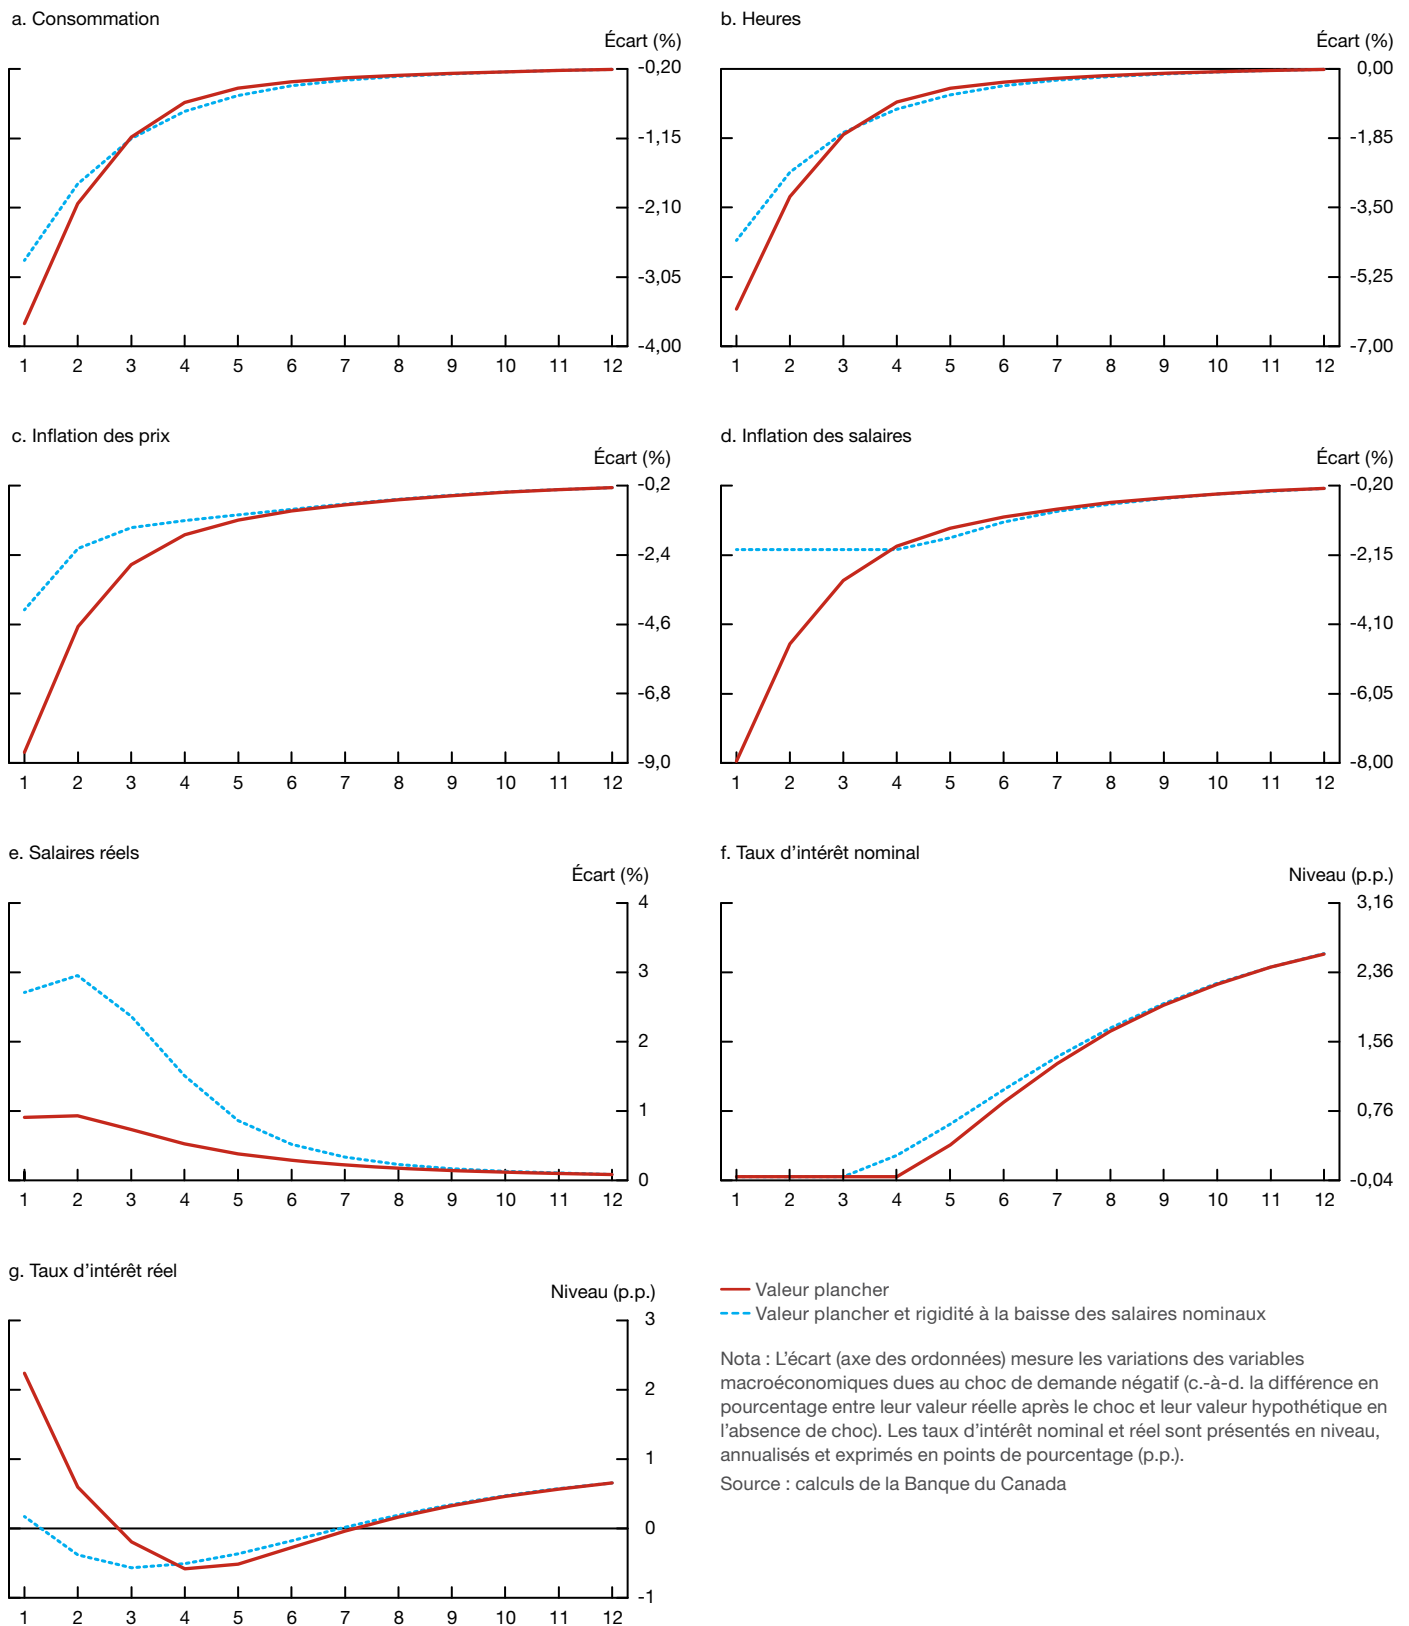 a. Consommation
Écart (%)
-0,20
-1,15
-2,10
-3,05
-4,00
1 2 3 4 5 6 7 8 9 10 11 12
b. Heures
Écart (%)
0,00
-1,85
-3,50
-5,25
-7,00
1 2 3 4 5 6 7 8 9 10 11 12
c. Inflation des prix
Écart (%)
-0,2
-2,4
-4,6
-6,8
-9,0
1 2 3 4 5 6 7 8 9 10 11 12
d. Inflation des salaires
Écart (%)
-0,20
-2,15
-4,10
-6,05
-8,00
1 2 3 4 5 6 7 8 9 10 11 12
e. Salaires réels
Écart (%)
4
3
2
1
0
1 2 3 4 5 6 7 8 9 10 11 12
f. Taux d'intérêt nominal
Niveau (p.p.)
3,16
2,36
1,56
0,76
-0,04
1 2 3 4 5 6 7 8 9 10 11 12
g. Taux d'intérêt réel
Niveau (p.p.)
3
2
1
0
-1
1 2 3 4 5 6 7 8 9 10 11 12
Valeur plancher
Valeur plancher et rigidité à la baisse des salaires nominaux
Nota : L'écart (axe des ordonnées) mesure les variations des variables
macroéconomiques dues au choc de demande négatif (c.-à-d. la différence en
pourcentage entre leur valeur réelle après le choc et leur valeur hypothétique en
l'absence de choc). Les taux d'intérêt nominal et réel sont présentés en niveau,
annualisés et exprimés en points de pourcentage (p.p.).
Source : calculs de la Banque du Canada